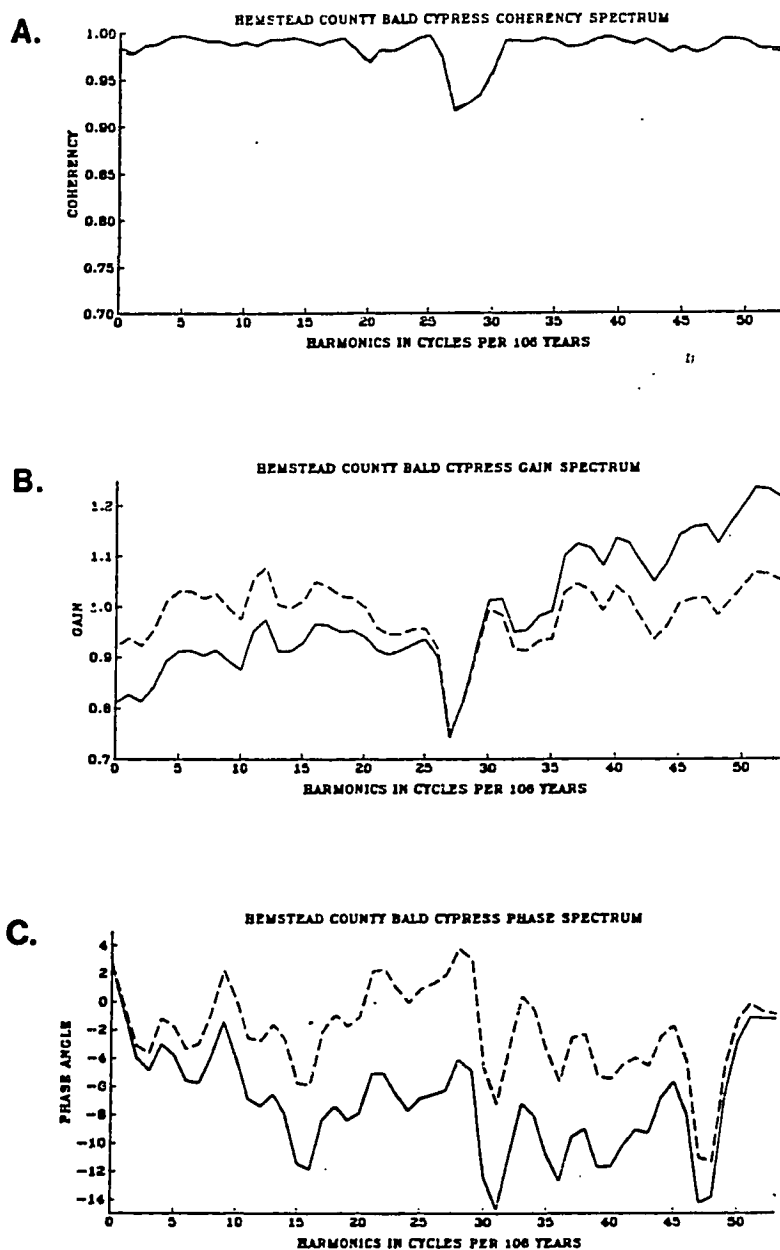 A.
HEMSTEAD COUNTY BALD CYPRESS COHERENCY SPECTRUM
1.00
0.95
0.90
0.85
0.80
0.75
0.70
COHERENCY
0 5 10 15 20 25 30 35 40 45 50
HARMONICS IN CYCLES PER 106 YEARS
B.
HEMSTEAD COUNTY BALD CYPRESS GAIN SPECTRUM
1.2
1.1
1.0
0.9
0.8
0.7
GAIN
0 5 10 15 20 25 30 35 40 45 50
HARMONICS IN CYCLES PER 106 YEARS
C.
HEMSTEAD COUNTY BALD CYPRESS PHASE SPECTRUM
4
2
0
-2
-4
-6
-8
-10
-12
-14
PHASE ANGLE
0 5 10 15 20 25 30 35 40 45 50
HARMONICS IN CYCLES PER 106 YEARS